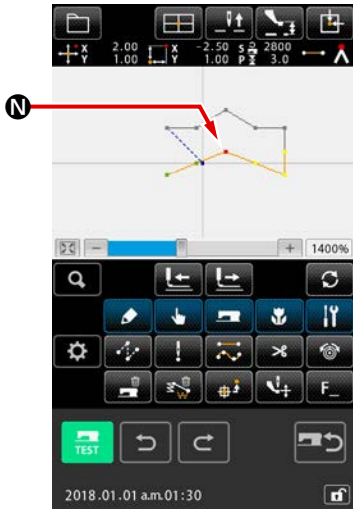 X 2.00 X -2.50 S 2800
Y 1.00 Y 1.00 P 3.0
N
1400%
W
F_
TEST
2018.01.01 a.m.01:30